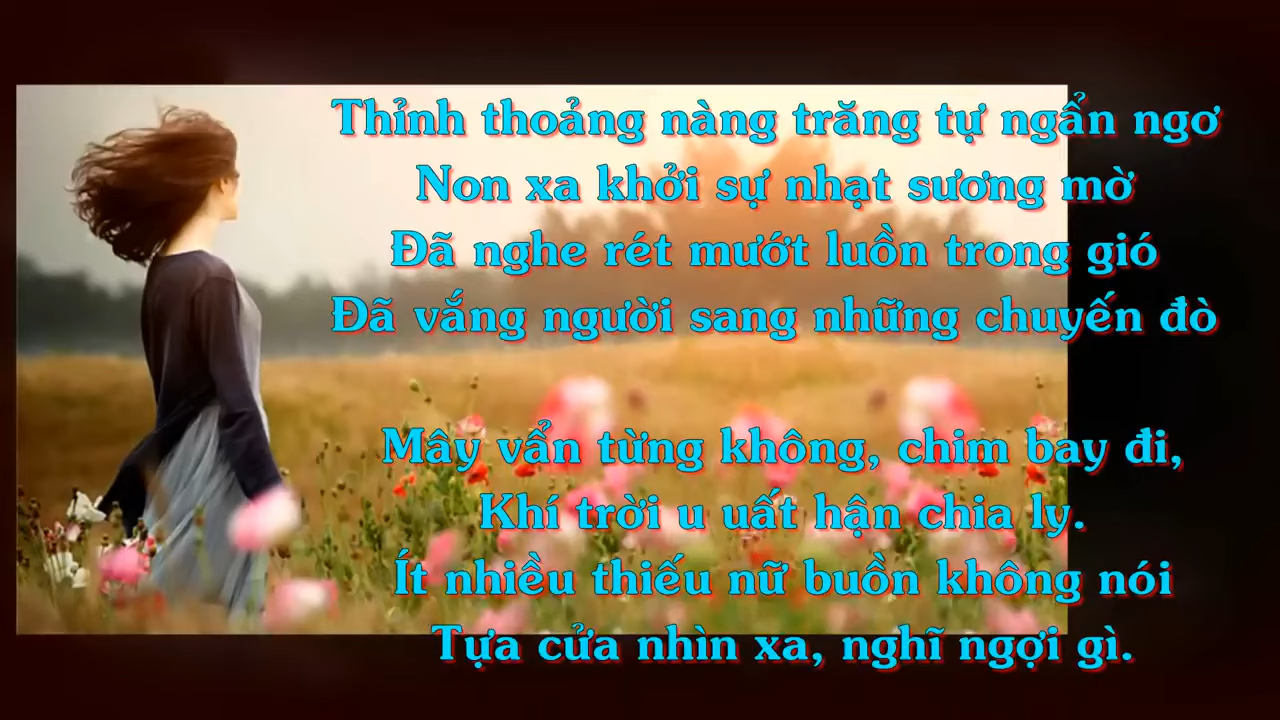 Thỉnh thoảng nàng trăng tự ngẩn ngơ
Non xa khởi sự nhạt sương mờ
Đã nghe rét mướt luồn trong gió
Đã vắng người sang những chuyến đò
Mây vẩn từng không, chim bay đi,
Khí trời u uất hận chia ly.
Ít nhiều thiếu nữ buồn không nói
Tựa cửa nhìn xa, nghĩ ngợi gì.